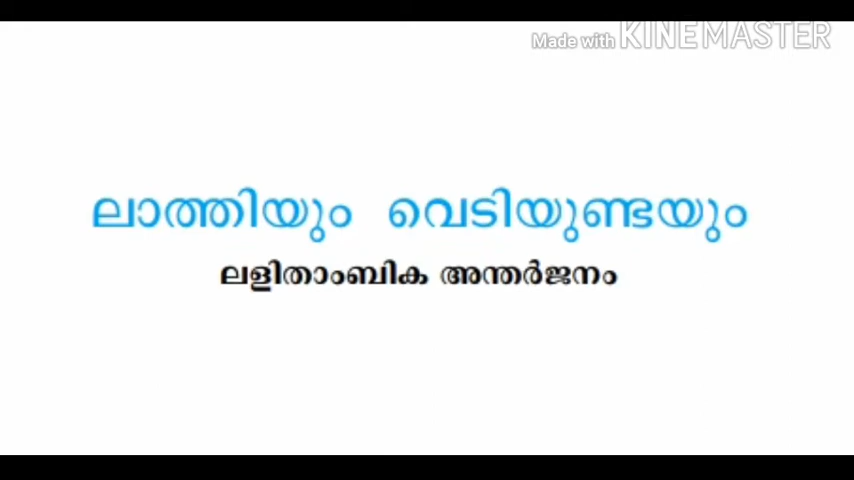 Made with KINEMASTER
ലാത്തിയും വെടിയുണ്ടയും
ലളിതാംബിക അന്തർജനം